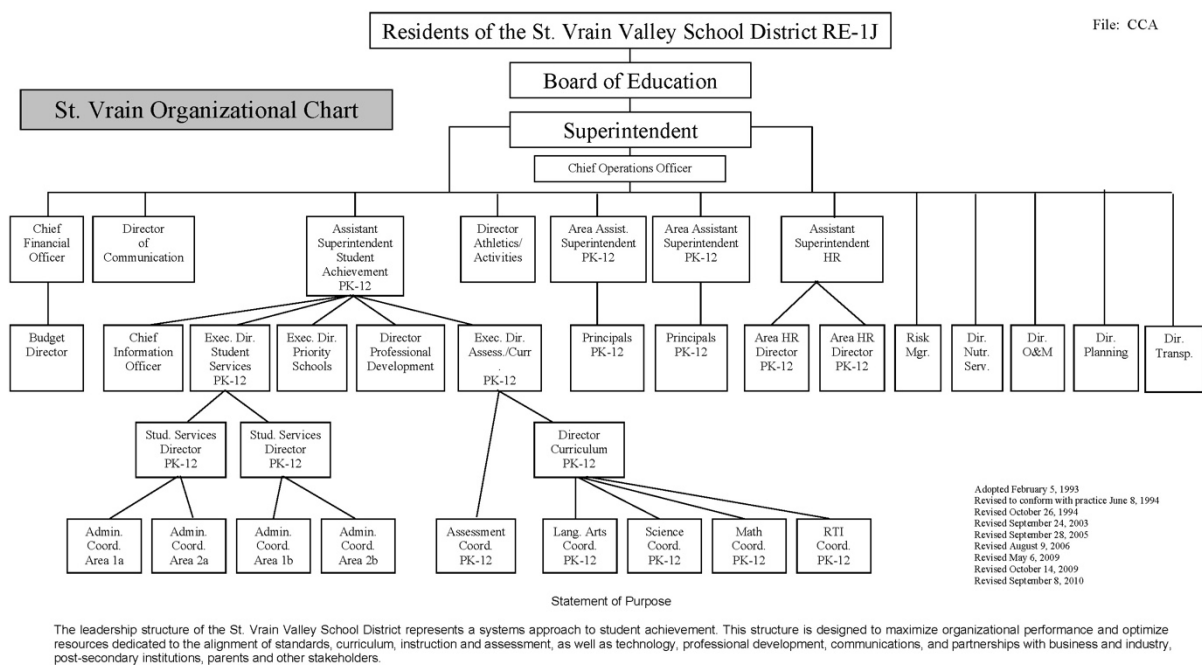 Residents of the St. Vrain Valley School District RE-1J
File: CCA
Board of Education
St. Vrain Organizational Chart
Superintendent
Chief Operations Officer
Chief
Financial
Officer
Director
of
Communication
Assistant
Superintendent
Student
Achievement
PK-12
Director
Athletics/
Activities
Area Assist.
Superintendent
PK-12
Area Assistant
Superintendent
PK-12
Assistant
Superintendent
HR
Budget
Director
Chief
Information
Officer
Exec. Dir.
Student
Services
PK-12
Exec. Dir.
Priority
Schools
Director
Professional
Development
Exec. Dir.
Assess./Curr
.
PK-12
Principals
PK-12
Principals
PK-12
Area HR
Director
PK-12
Area HR
Director
PK-12
Risk
Mgr.
Dir.
Nutr.
Serv.
Dir.
O&M
Dir.
Planning
Dir.
Transp.
Stud. Services
Director
PK-12
Stud. Services
Director
PK-12
Director
Curriculum
PK-12
Admin.
Coord.
Area 1a
Admin.
Coord.
Area 2a
Admin.
Coord.
Area 1b
Admin.
Coord.
Area 2b
Assessment
Coord.
PK-12
Lang. Arts
Coord.
PK-12
Science
Coord.
PK-12
Math
Coord.
PK-12
RTI
Coord.
PK-12
Adopted February 5, 1993
Revised to conform with practice June 8, 1994
Revised October 26, 1994
Revised September 24, 2003
Revised September 28, 2005
Revised August 9, 2006
Revised May 6, 2009
Revised October 14, 2009
Revised September 8, 2010
Statement of Purpose
The leadership structure of the St. Vrain Valley School District represents a systems approach to student achievement. This structure is designed to maximize organizational performance and optimize
resources dedicated to the alignment of standards, curriculum, instruction and assessment, as well as technology, professional development, communications, and partnerships with business and industry,
post-secondary institutions, parents and other stakeholders.